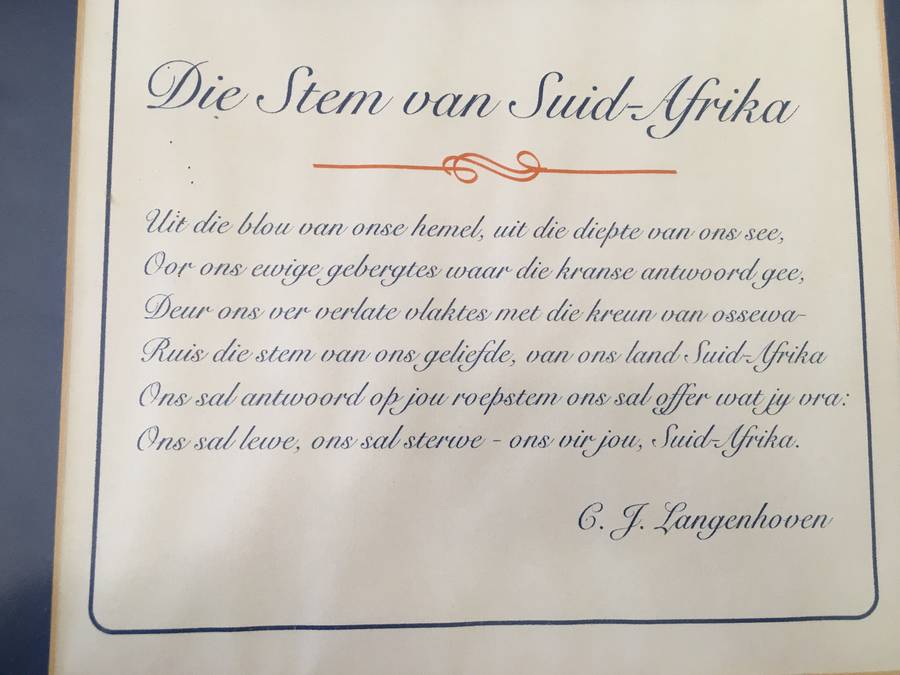 Die Stem van Suid-Afrika
Uit die blou van onse hemel, uit die diepte van ons see,
Oor ons ewige gebergtes waar die kranse antwoord gee,
Deur ons ver verlate vlaktes met die kreun van ossewa-
Ruis die stem van ons geliefde, van ons land Suid-Afrika
Ons sal antwoord op jou roepstem ons sal offer wat jy vra:
Ons sal lewe, ons sal sterwe - ons vir jou, Suid-Afrika.
C. J. Langenhoven